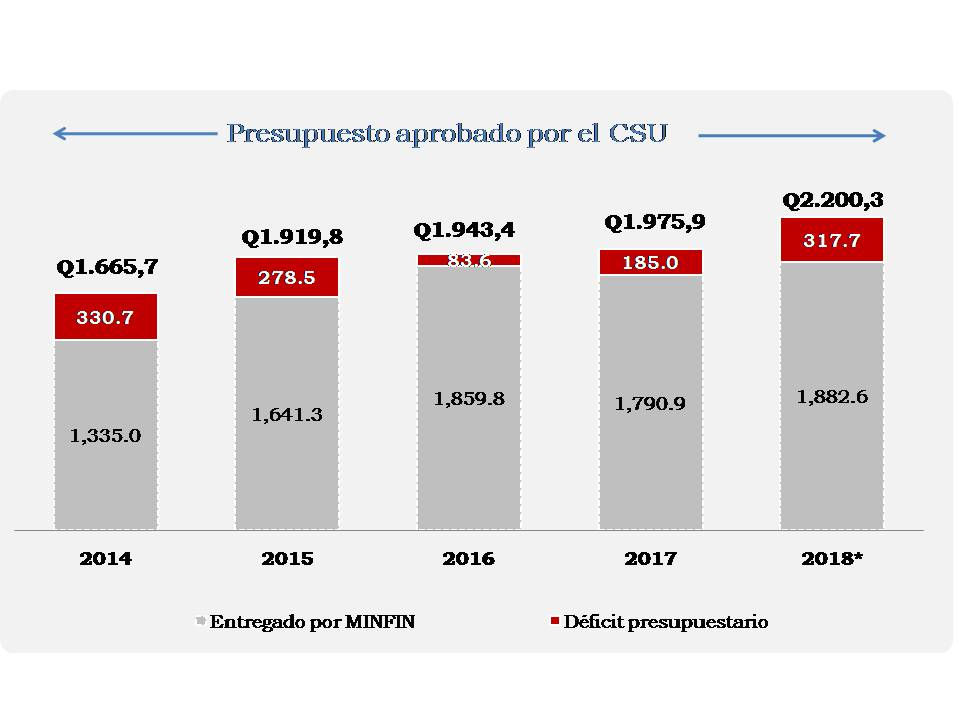 Presupuesto aprobado por el CSU
Q1.665,7
Q1.919,8
Q1.943,4
Q1.975,9
Q2.200,3
330.7
278.5
83.6
185.0
317.7
1,335.0
1,641.3
1,859.8
1,790.9
1,882.6
2014
2015
2016
2017
2018*
Entregado por MINFIN
Déficit presupuestario